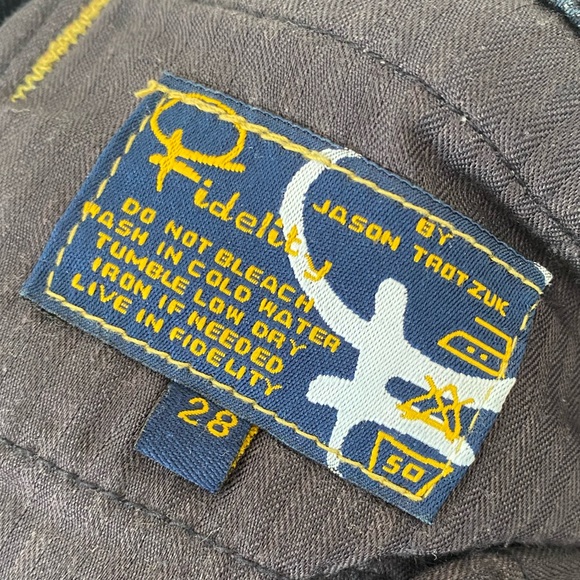 Fidelity
BY
JASON TROTZUK
DO NOT BLEACH
WASH IN COLD WATER
TUMBLE LOW DRY
IRON IF NEEDED
LIVE IN FIDELITY
50
28